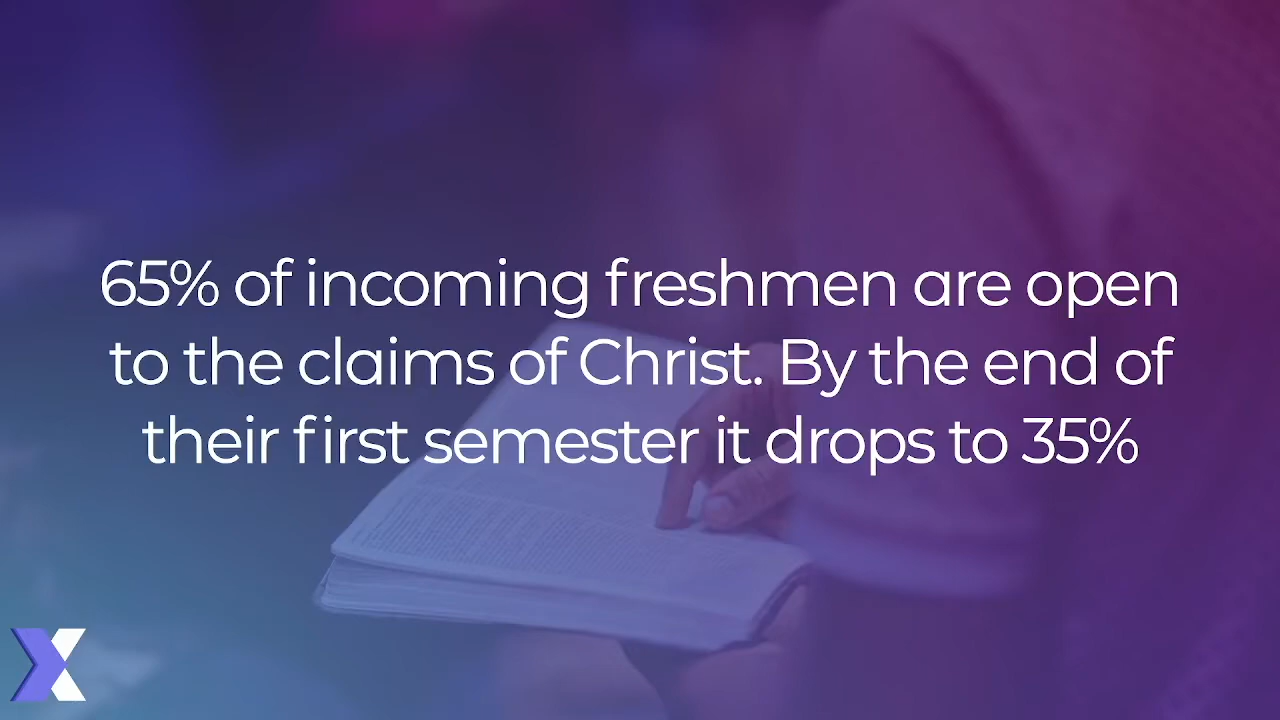 65% of incoming freshmen are open
to the claims of Christ. By the end of
their first semester it drops to 35%